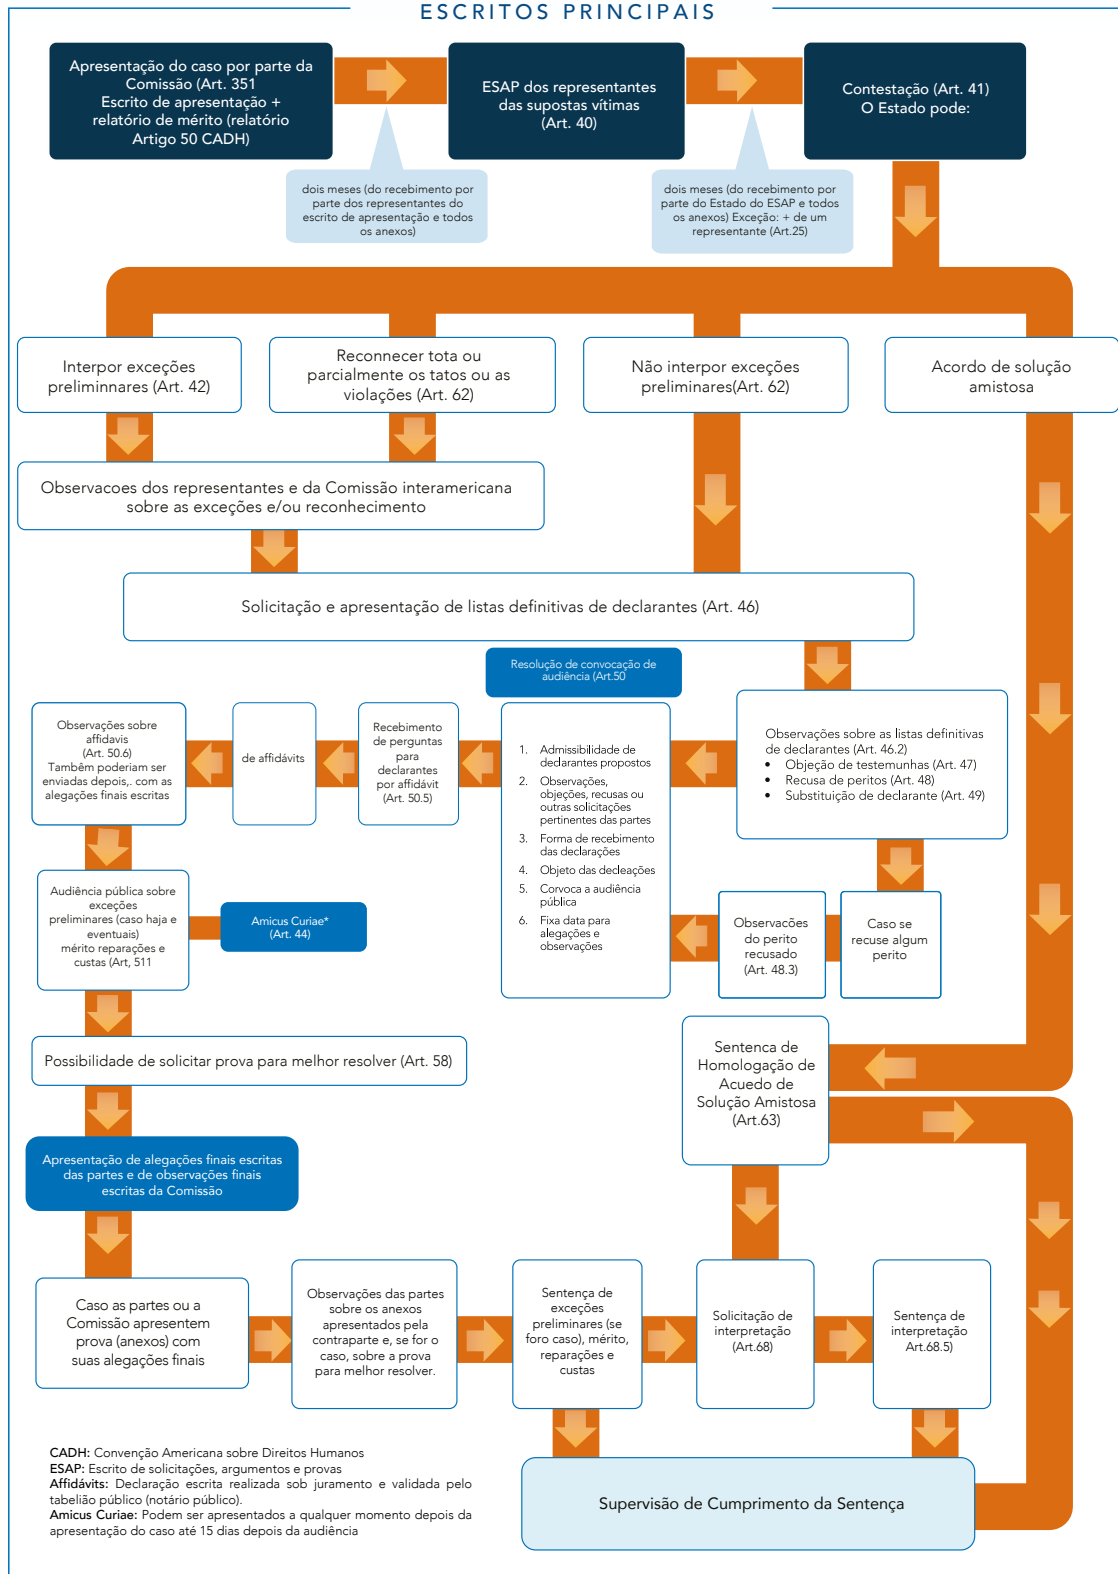 ESCRITOS PRINCIPAIS
Apresentação do caso por parte da
Comissão (Art. 351
Escrito de apresentação +
relatório de mérito (relatório
Artigo 50 CADH)
ESAP dos representantes
das supostas vítimas
(Art. 40)
Contestação (Art. 41)
O Estado pode:
dois meses (do recebimento por
parte dos representantes do
escrito de apresentação e todos
os anexos)
dois meses (do recebimento por
parte do Estado do ESAP e todos
os anexos) Exceção: + de um
representante (Art.25)
Interpor exceções
preliminnares (Art. 42)
Reconnecer tota ou
parcialmente os tatos ou as
violações (Art. 62)
Não interpor exceções
preliminares(Art. 62)
Acordo de solução
amistosa
Observacoes dos representantes e da Comissão interamericana
sobre as exceções e/ou reconhecimento
Solicitação e apresentação de listas definitivas de declarantes (Art. 46)
Resolução de convocação de
audiência (Art.50
Observações sobre
affidavis
(Art. 50.6)
Também poderiam ser
enviadas depois,. com as
alegações finais escritas
de affidávits
Recebimento
de perguntas
para
declarantes
por affidávit
(Art. 50.5)
1. Admissibilidade de
declarantes propostos
2. Observações,
objeções, recusas ou
outras solicitações
pertinentes das partes
3. Forma de recebimento
das declarações
4. Objeto das decleações
5. Corvoca a audiência
pública
6. Fixa data para
alegações e
observações
Observações sobre as listas definitivas
de declarantes (Art. 46.2)
• Objeção de testemunhas (Art. 47)
• Recusa de peritos (Art. 48)
• Substituição de declarante (Art. 49)
Audiência pública sobre
exceções
preliminares (caso haja e
eventuais)
mérito reparações e
custas (Art, 511
Amicus Curiae*
(Art. 44)
Observacões
do perito
recusado
(Art. 48.3)
Caso se
recuse algum
perito
Possibilidade de solicitar prova para melhor resolver (Art. 58)
Sentenca de
Homologação de
Acuedo de
Solução Amistosa
(Art.63)
Apresentação de alegações finais escritas
das partes e de observações finais
escritas da Comissão
Caso as partes ou a
Comissão apresentem
prova (anexos) com
suas alegações finais
Observações das partes
sobre os anexos
apresentados pela
contraparte e, se for o
caso, sobre a prova
para melhor resolver.
Sentença de
exceções
preliminares (se
foro caso), mérito,
reparações e
custas
Solicitação de
interpretação
(Art.68)
Sentença de
interpretação
Art.68.5)
Supervisão de Cumprimento da Sentença
CADH: Convenção Americana sobre Direitos Humanos
ESAP: Escrito de solicitações, argumentos e provas
Affidávits: Declaração escrita realizada sob juramento e validada pelo
tabelião público (notário público).
Amicus Curiae: Podem ser apresentados a qualquer momento depois da
apresentação do caso até 15 dias depois da audiência